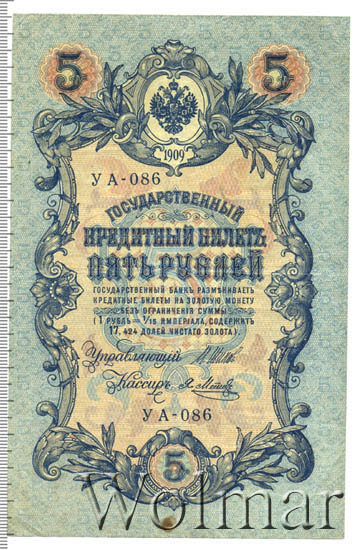 5 5
1909
УА-086
ГОСУДАРСТВЕННЫЙ
КРЕДИТНЫЙ БИЛЕТЪ
ПЯТЬ РУБЛЕЙ
ГОСУДАРСТВЕННЫЙ БАНКЪ РАЗМѢНИВАЕТЪ
КРЕДИТНЫЕ БИЛЕТЫ НА ЗОЛОТУЮ МОНЕТУ
БЕЗЪ ОГРАНИЧЕНІЯ СУММЫ
(1 РУБЛЬ = 1/15 ИМПЕРІАЛА, СОДЕРЖИТЪ
17,424 ДОЛЕЙ ЧИСТАГО ЗОЛОТА)
Управляющій
Кассиръ
УА-086
5
Wolmar